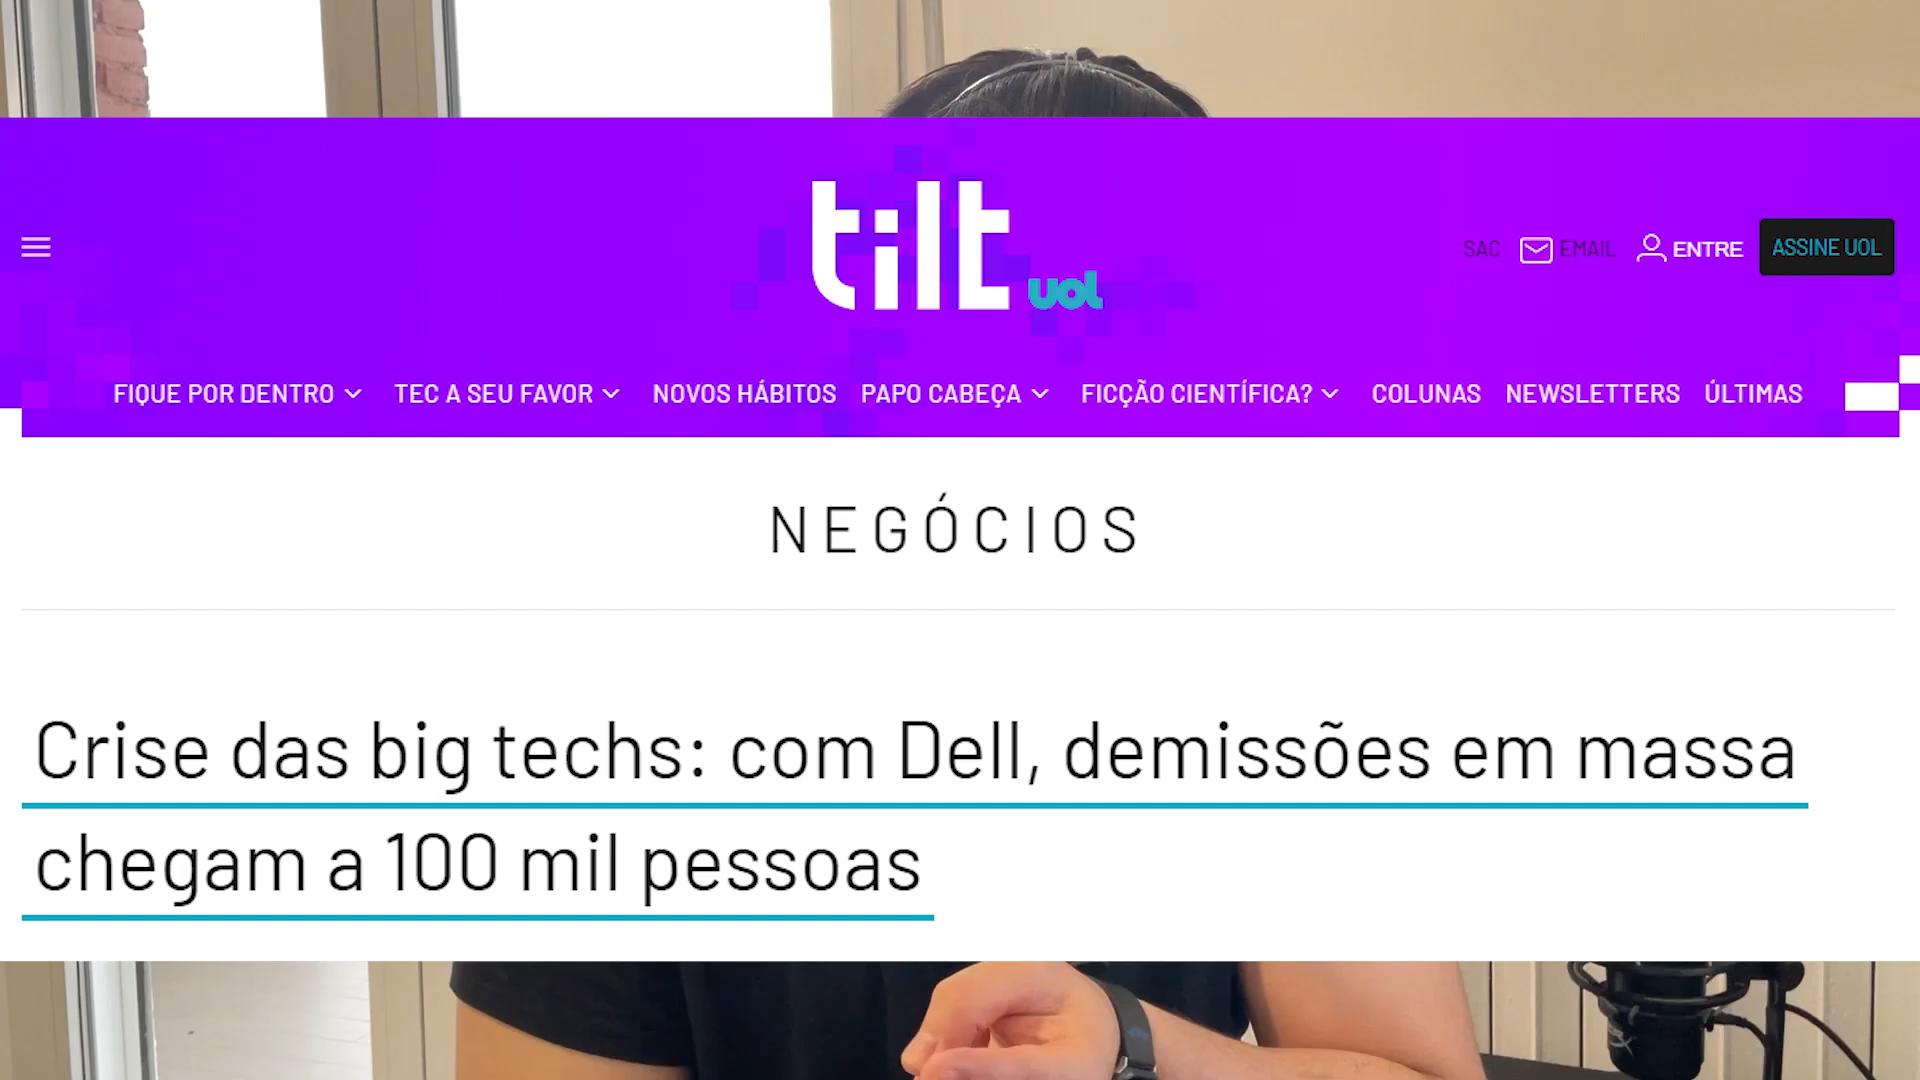 tilt uol
SAC EMAIL ENTRE ASSINE UOL
FIQUE POR DENTRO TEC A SEU FAVOR NOVOS HÁBITOS PAPO CABEÇA FICÇÃO CIENTÍFICA? COLUNAS NEWSLETTERS ÚLTIMAS
NEGÓCIOS
Crise das big techs: com Dell, demissões em massa
chegam a 100 mil pessoas